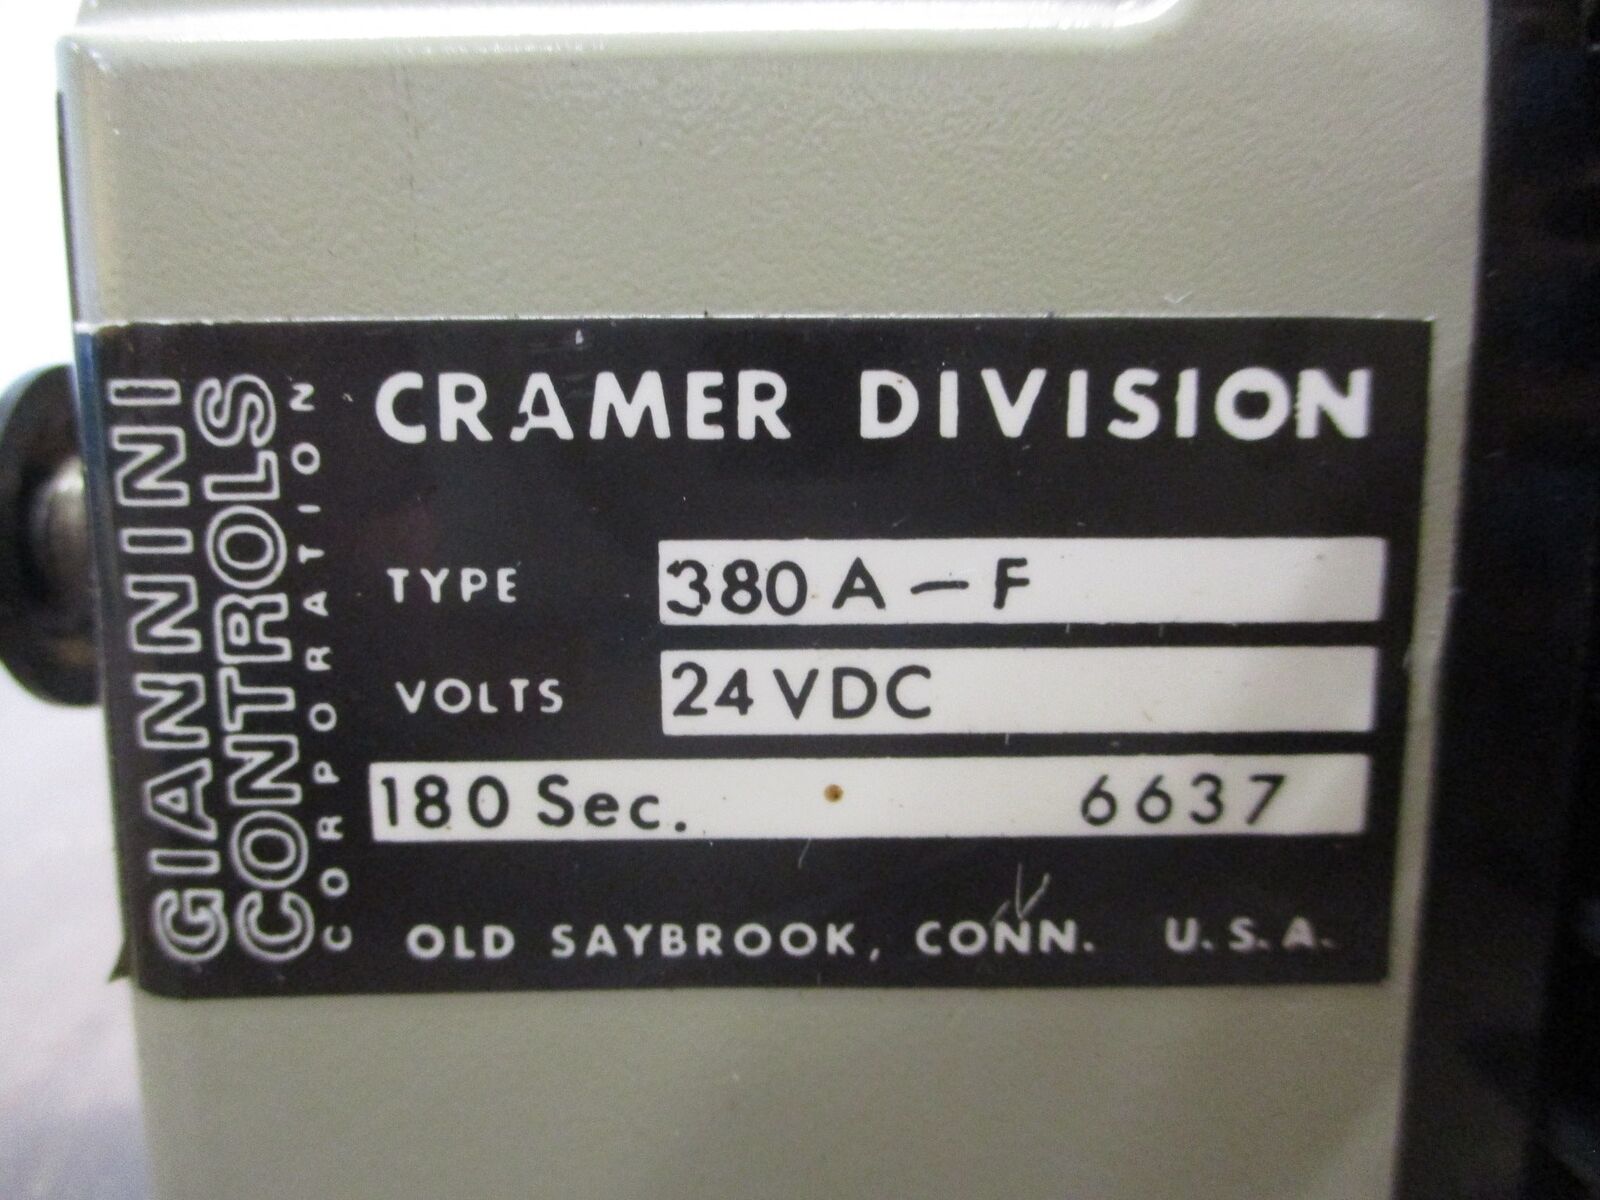 GIANNINI
CONTROLS
CORPORATION
CRAMER DIVISION
TYPE 380 A - F
VOLTS 24 VDC
180 Sec. 6637
OLD SAYBROOK, CONN. U.S.A.